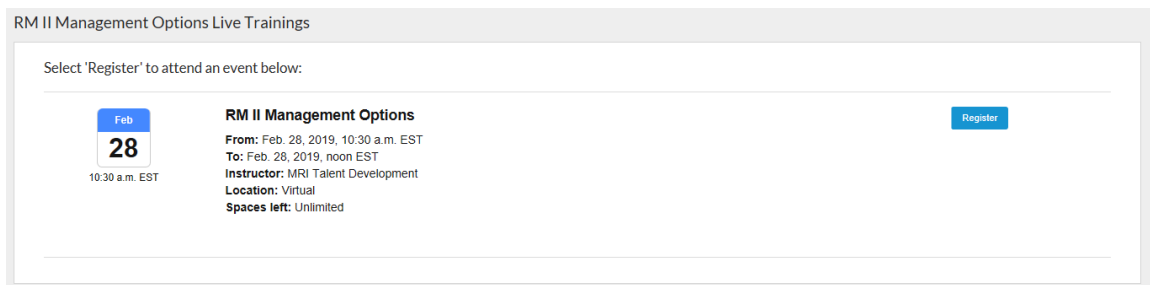 RM II Management Options Live Trainings
Select 'Register' to attend an event below:
Feb
28
10:30 a.m. EST
RM II Management Options
From: Feb. 28, 2019, 10:30 a.m. EST
To: Feb. 28, 2019, noon EST
Instructor: MRI Talent Development
Location: Virtual
Spaces left: Unlimited
Register